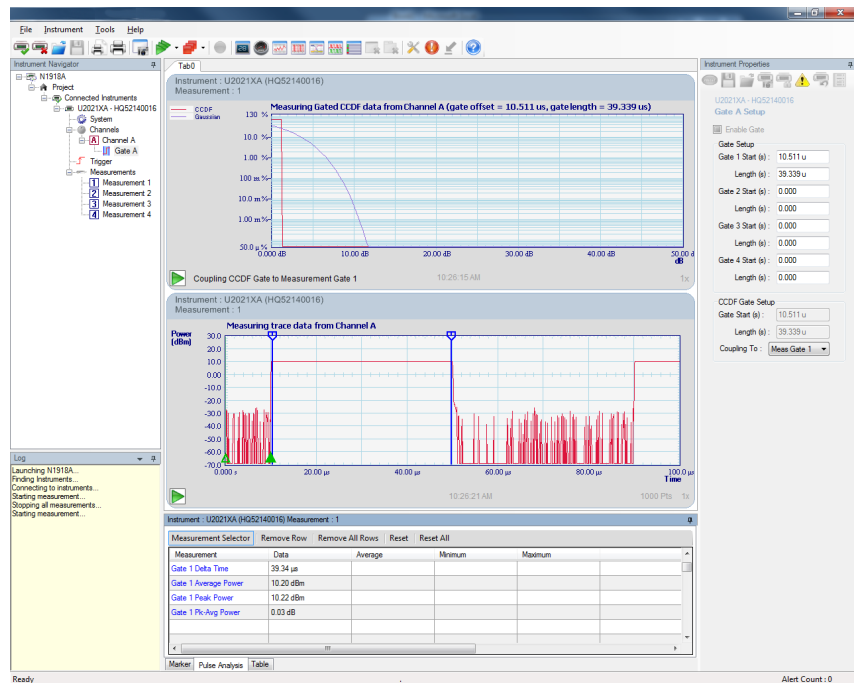 File Instrument Tools Help
Instrument Navigator
N1918A
Project
Connected Instruments
U2021XA - HQ52140016
System
Channels
A Channel A
Gate A
Trigger
Measurements
1 Measurement 1
2 Measurement 2
3 Measurement 3
4 Measurement 4
Log
Launching N1918A...
Finding Instruments...
Connecting to instruments...
Starting measurement...
Stopping all measurements...
Starting measurement...
Tab0
Instrument : U2021XA (HQ52140016)
Measurement : 1
CCDF
Gaussian
Measuring Gated CCDF data from Channel A (gate offset = 10.511 us, gate length = 39.339 us)
130 %
10.0 %
1.00 %
100 m%
10.0 m%
1.00 m%
50.0 µ%
0.000 dB 10.00 dB 20.00 dB 30.00 dB 40.00 dB 50.00 d
dB
Coupling CCDF Gate to Measurement Gate 1 10:26:15 AM 1x
Instrument : U2021XA (HQ52140016)
Measurement : 1
Measuring trace data from Channel A
Power
(dBm)
30.0
20.0
10.0
0.00
-10.0
-20.0
-30.0
-40.0
-50.0
-60.0
-70.0
0.000 s 20.00 µs 40.00 µs 60.00 µs 80.00 µs 100.0 µs
Time
10:26:21 AM 1000 Pts 1x
Instrument : U2021XA (HQ52140016) Measurement : 1
Measurement Selector Remove Row Remove All Rows Reset Reset All
Measurement Data Average Minimum Maximum
Gate 1 Delta Time 39.34 µs
Gate 1 Average Power 10.20 dBm
Gate 1 Peak Power 10.22 dBm
Gate 1 Pk-Avg Power 0.03 dB
Marker Pulse Analysis Table
Instrument Properties
U2021XA - HQ52140016
Gate A Setup
Enable Gate
Gate Setup
Gate 1 Start (s) : 10.511 u
Length (s) : 39.339 u
Gate 2 Start (s) : 0.000
Length (s) : 0.000
Gate 3 Start (s) : 0.000
Length (s) : 0.000
Gate 4 Start (s) : 0.000
Length (s) : 0.000
CCDF Gate Setup
Gate Start (s) : 10.511 u
Length (s) : 39.339 u
Coupling To : Meas Gate 1
Ready
Alert Count : 0